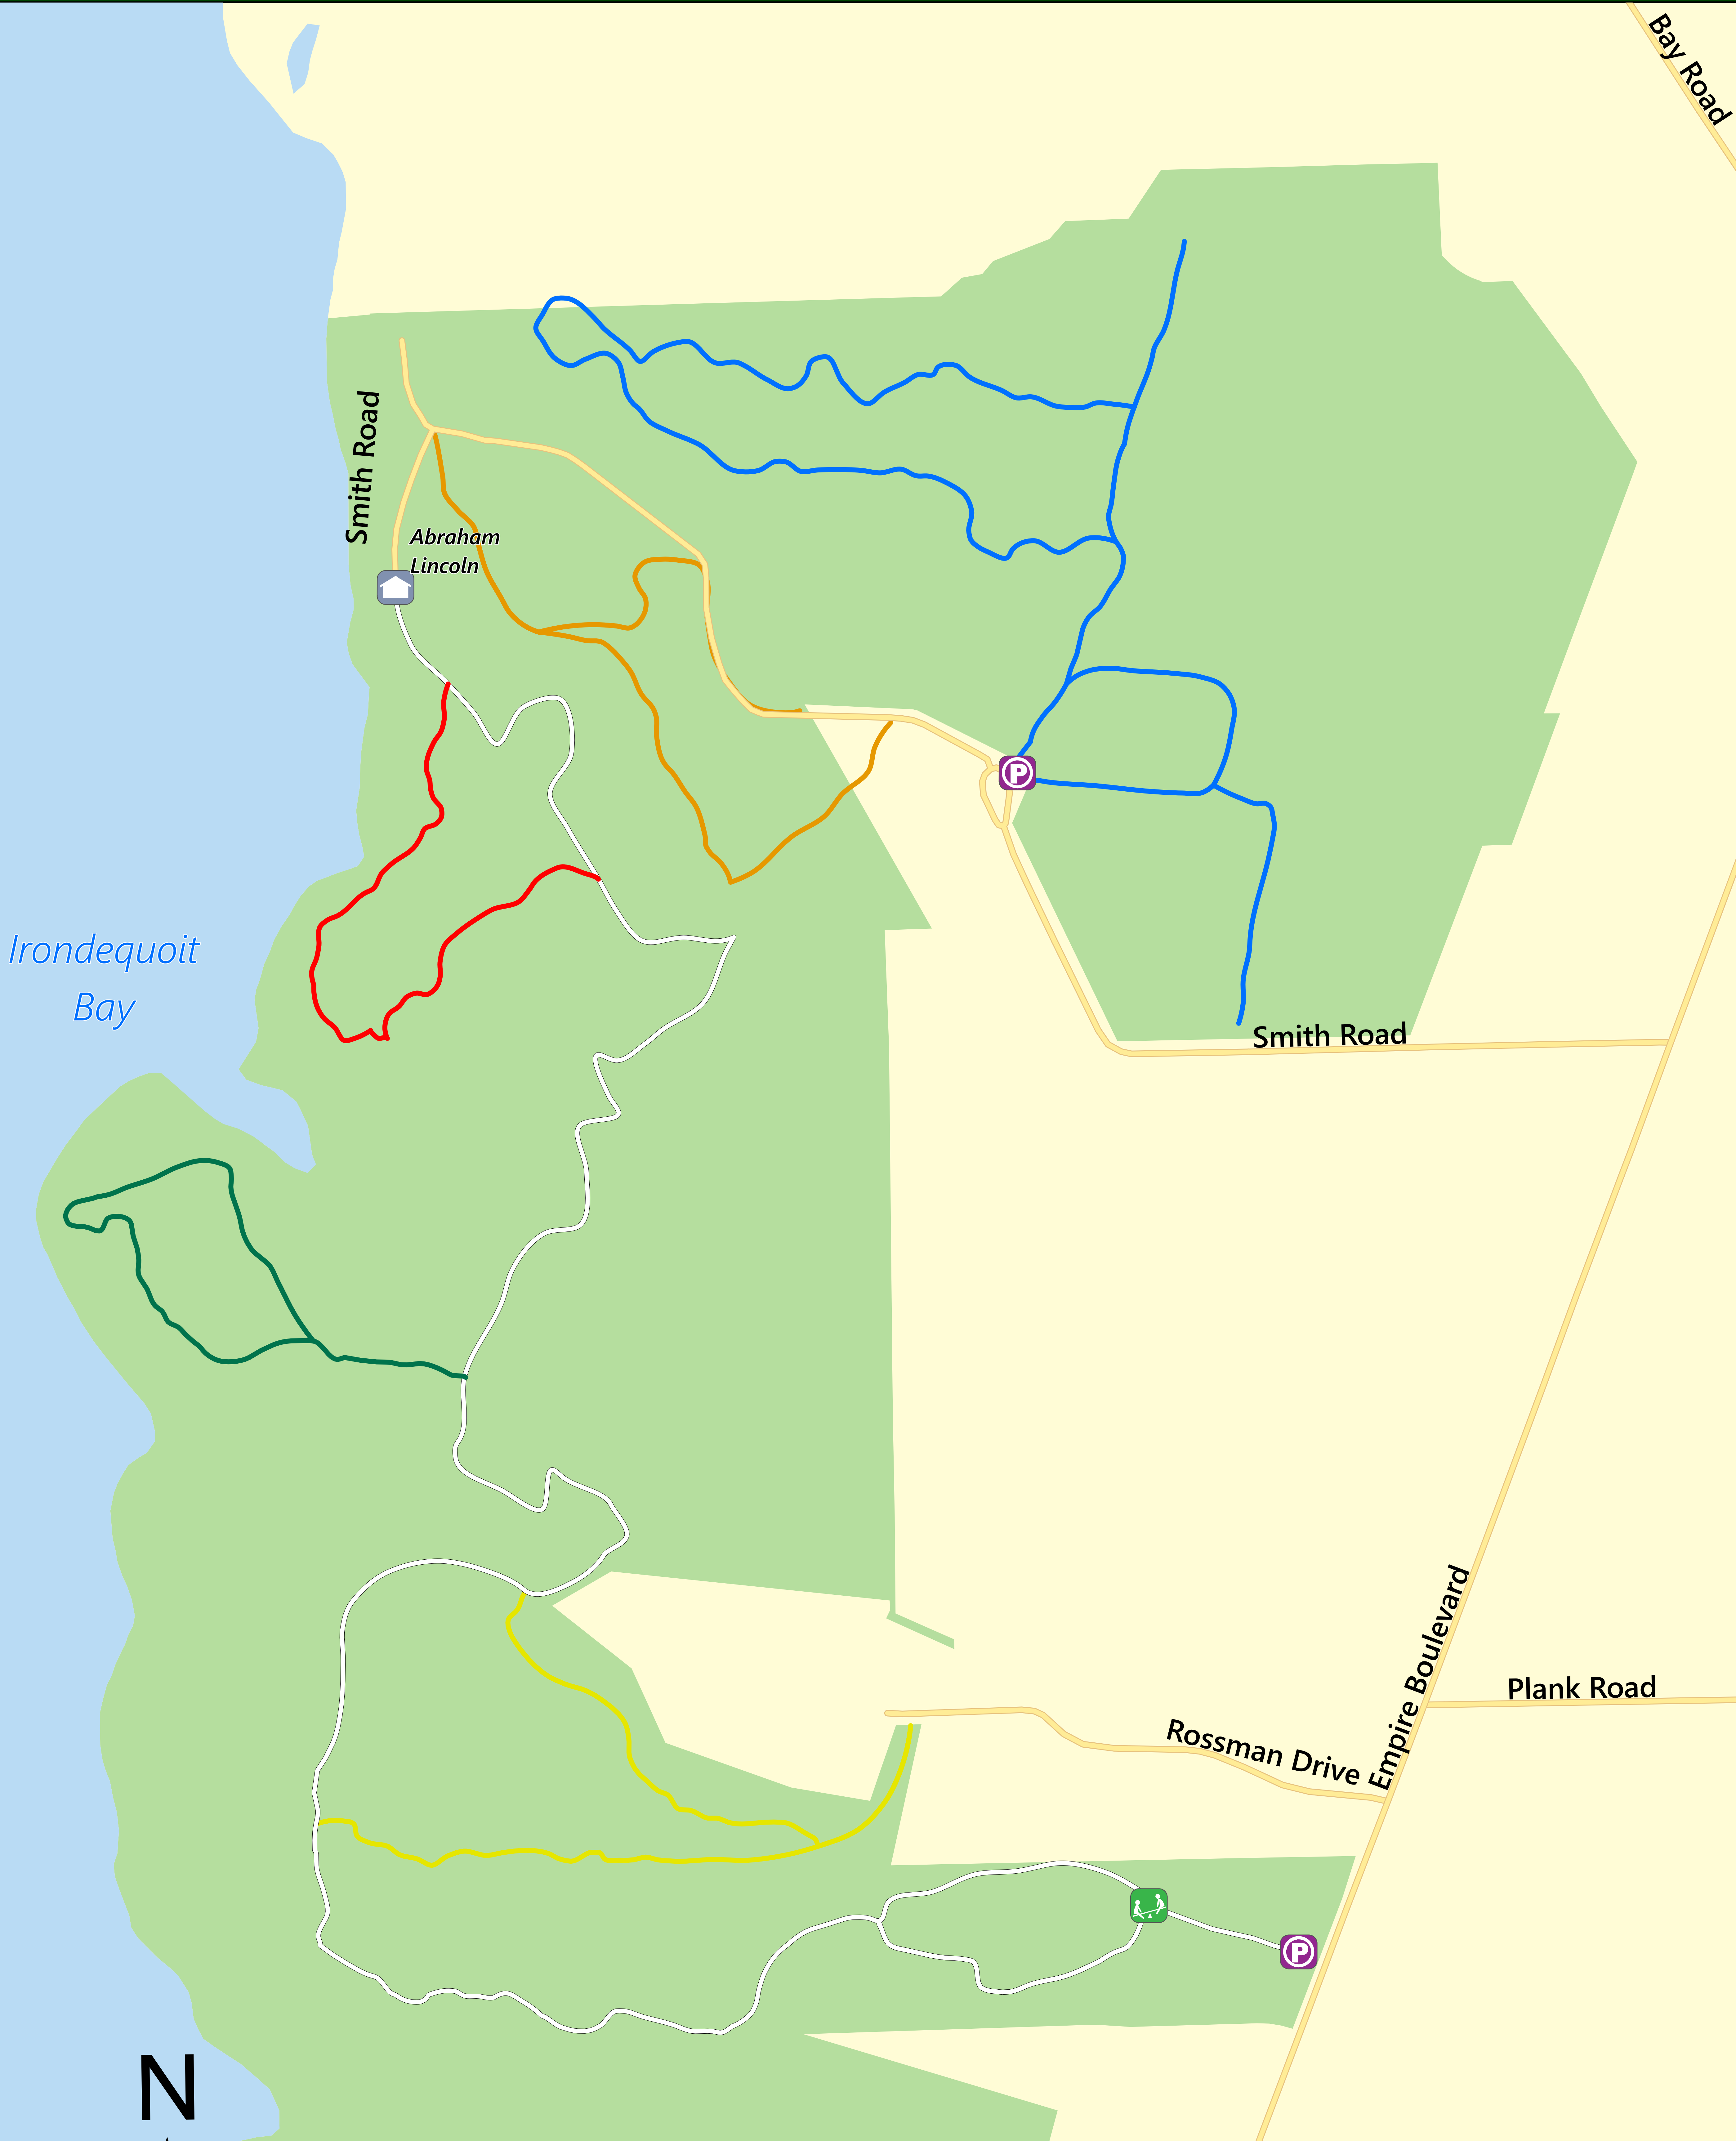 Bay Road
Smith Road
Abraham
Lincoln
P
Irondequoit
Bay
Smith Road
Empire Boulevard
Plank Road
Rossman Drive
P
N